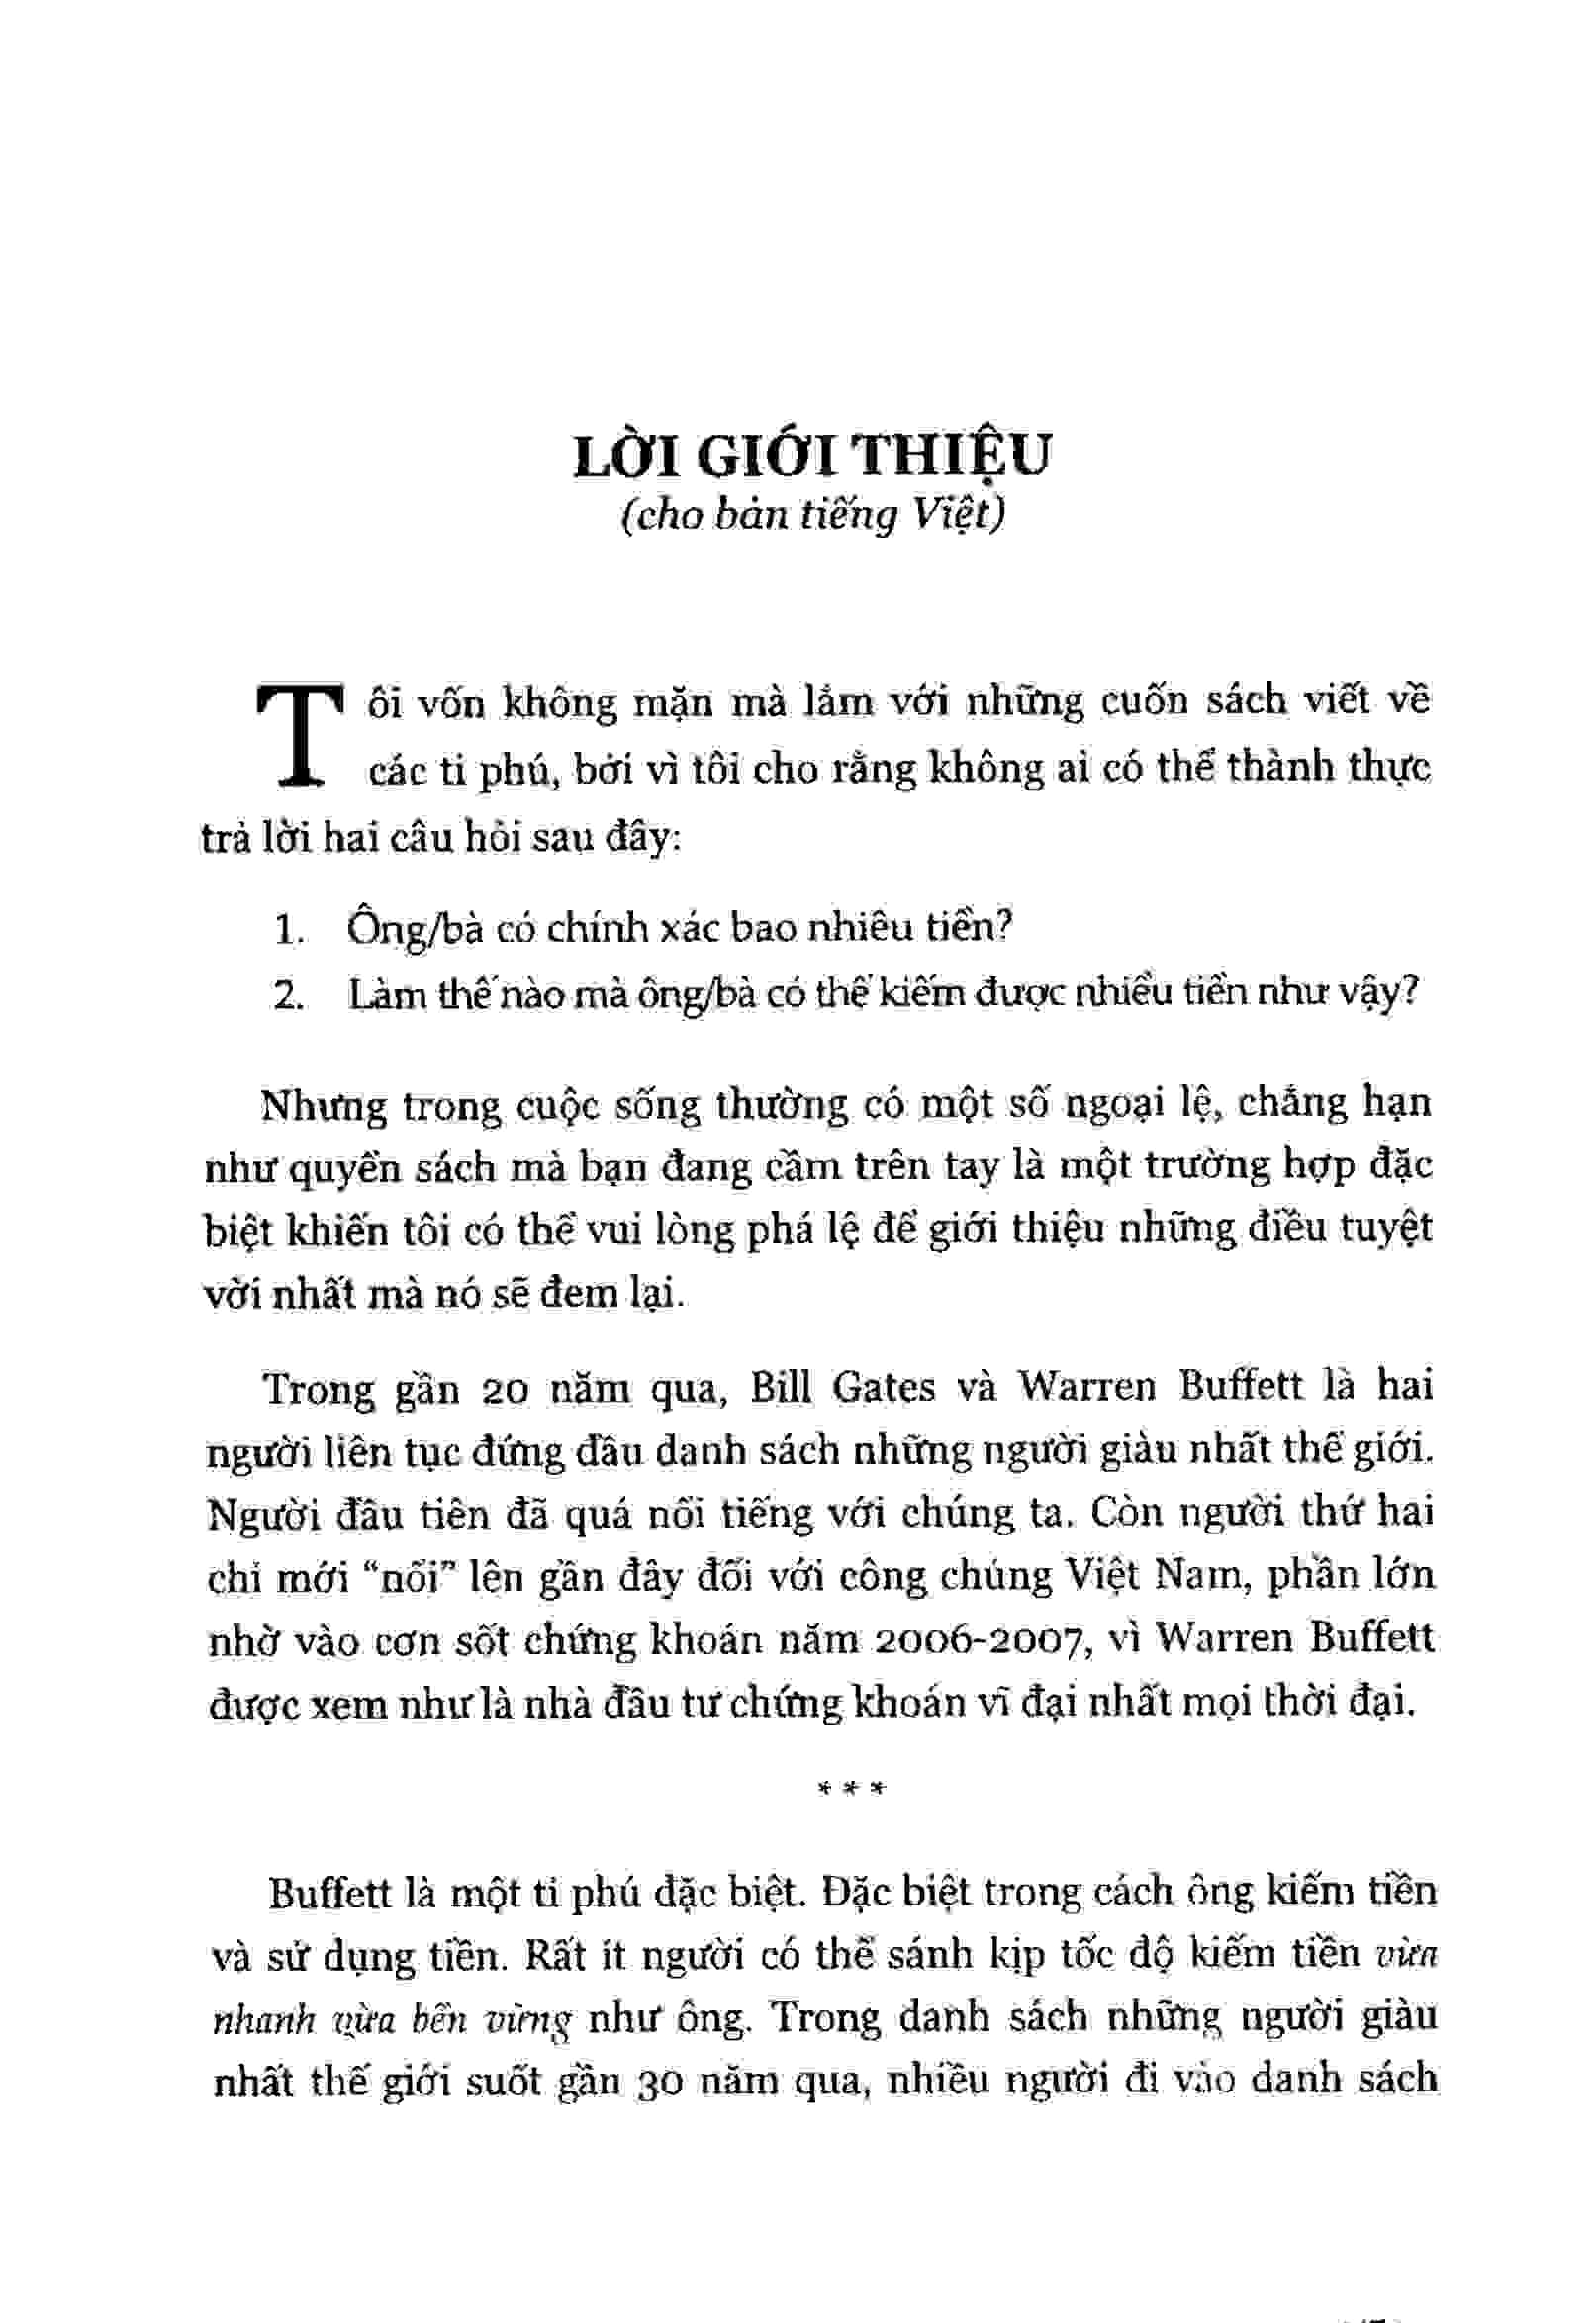 LỜI GIỚI THIỆU
(cho bản tiếng Việt)
Tôi vốn không mặn mà lắm với những cuốn sách viết về
các tỉ phú, bởi vì tôi cho rằng không ai có thể thành thực
trả lời hai câu hỏi sau đây:
1. Ông/bà có chính xác bao nhiêu tiền?
2. Làm thế nào mà ông/bà có thể kiếm được nhiều tiền như vậy?
Nhưng trong cuộc sống thường có một số ngoại lệ, chẳng hạn
như quyển sách mà bạn đang cầm trên tay là một trường hợp đặc
biệt khiến tôi có thể vui lòng phá lệ để giới thiệu những điều tuyệt
vời nhất mà nó sẽ đem lại.
Trong gần 20 năm qua, Bill Gates và Warren Buffett là hai
người liên tục đứng đầu danh sách những người giàu nhất thế giới.
Người đầu tiên đã quá nổi tiếng với chúng ta. Còn người thứ hai
chỉ mới “nổi” lên gần đây đối với công chúng Việt Nam, phần lớn
nhờ vào cơn sốt chứng khoán năm 2006-2007, vì Warren Buffett
được xem như là nhà đầu tư chứng khoán vĩ đại nhất mọi thời đại.
* * *
Buffett là một tỉ phú đặc biệt. Đặc biệt trong cách ông kiếm tiền
và sử dụng tiền. Rất ít người có thể sánh kịp tốc độ kiếm tiền vừa
nhanh vừa bền vững như ông. Trong danh sách những người giàu
nhất thế giới suốt gần 30 năm qua, nhiều người đi vào danh sách